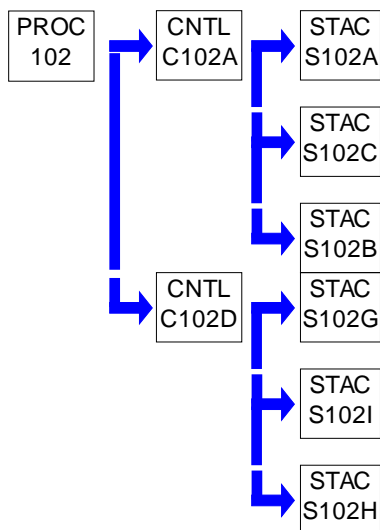 PROC
102
CNTL
C102A
STAC
S102A
STAC
S102C
STAC
S102B
CNTL
C102D
STAC
S102G
STAC
S102I
STAC
S102H